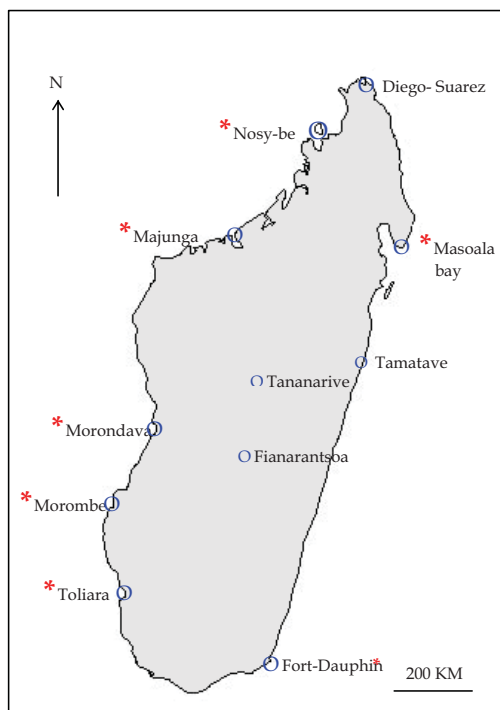 N
Diego- Suarez
* Nosy-be
* Majunga
* Masoala
bay
Tamatave
Tananarive
* Morondava
Fianarantsoa
* Morombe
* Toliara
Fort-Dauphin*
200 KM